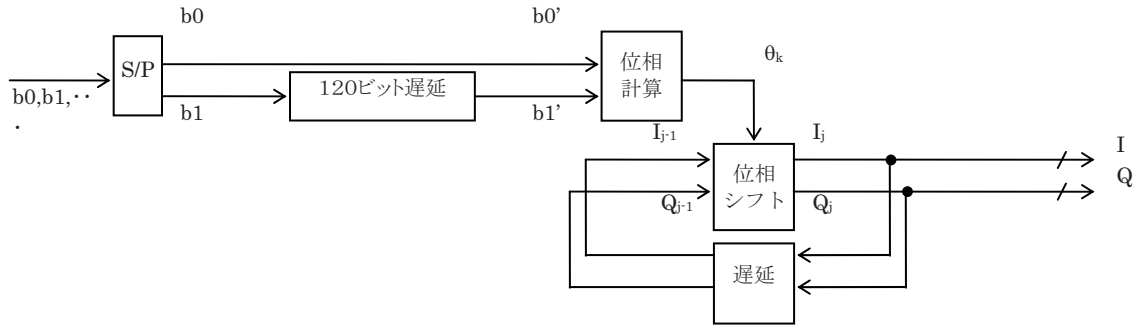 b0
b0'
S/P
位相
計算
θk
120ビット遅延
b0,b1,··
·
b1
b1'
Ij-1
Ij
I
位相
シフト
Q
Qj-1
Qj
遅延